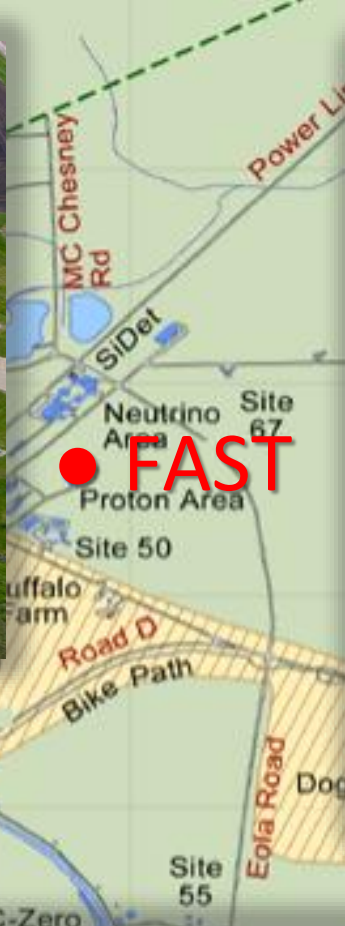 MC Chesney
Rd
Power Li
SiDet
Neutrino
Area
Site
67
FAST
Proton Area
Site 50
uffalo
Farm
Road D
Bike Path
Eola Road
Dog
Site
55
C-Zero